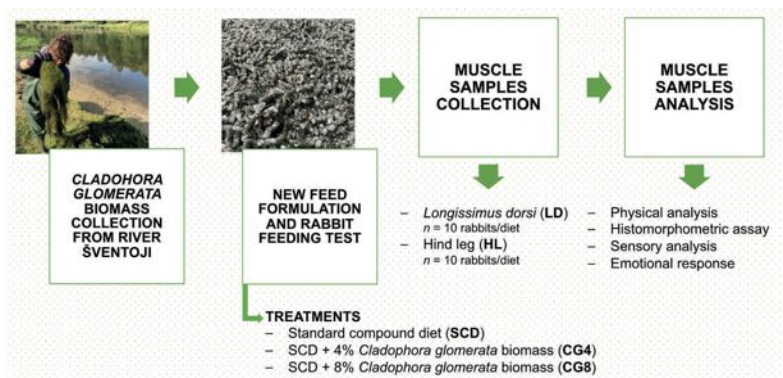 CLADOHORA
GLOMERATA
BIOMASS
COLLECTION
FROM RIVER
ŠVENTOJI
NEW FEED
FORMULATION
AND RABBIT
FEEDING TEST
TREATMENTS
– Standard compound diet (SCD)
– SCD + 4% Cladophora glomerata biomass (CG4)
– SCD + 8% Cladophora glomerata biomass (CG8)
MUSCLE
SAMPLES
COLLECTION
– Longissimus dorsi (LD)
n = 10 rabbits/diet
– Hind leg (HL)
n = 10 rabbits/diet
MUSCLE
SAMPLES
ANALYSIS
– Physical analysis
– Histomorphometric assay
– Sensory analysis
– Emotional response